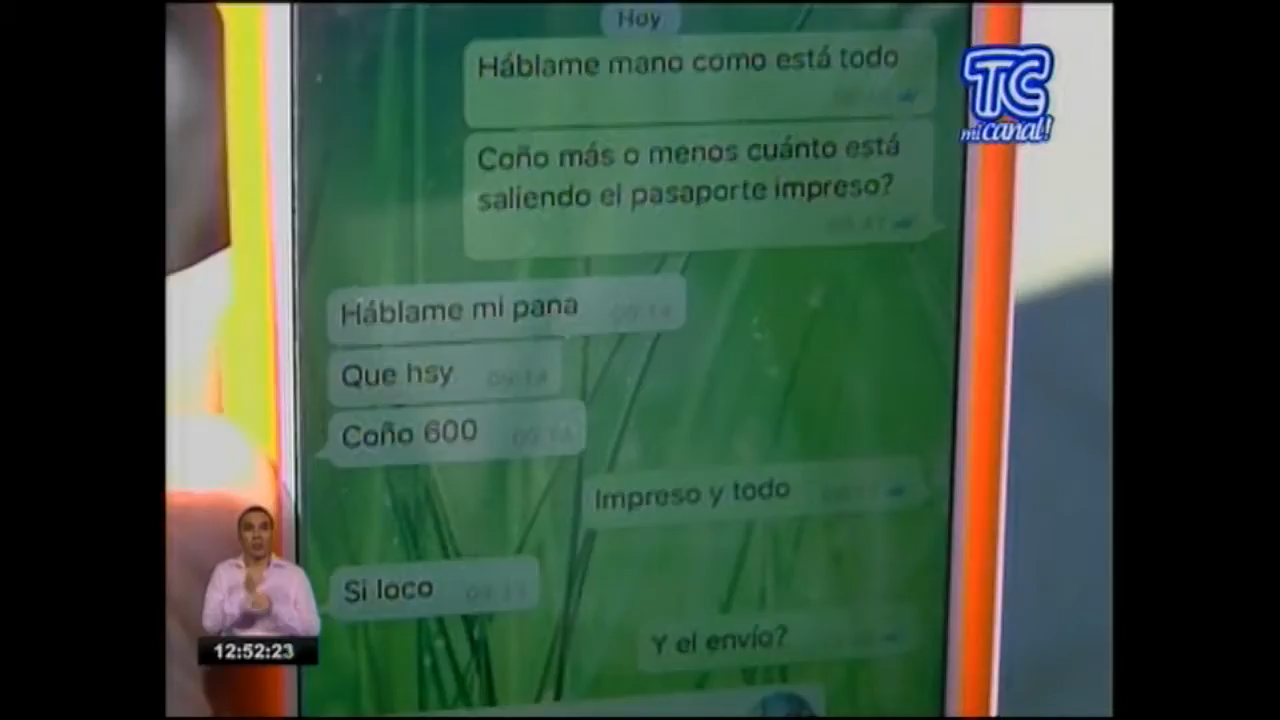 Hoy
Háblame mano como está todo
TC
mi canal!
Coño más o menos cuánto está
saliendo el pasaporte impreso?
Háblame mi pana
Que hsy
Coño 600
Impreso y todo
Si loco
Y el envío?
12:52:23